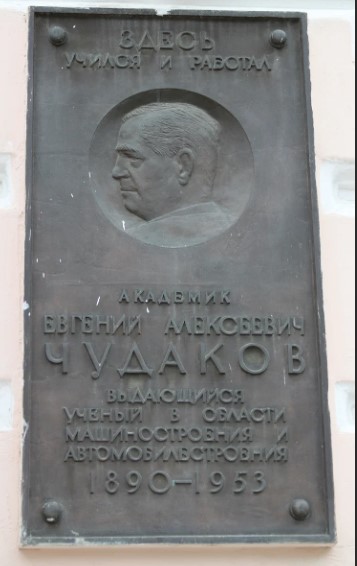 ЗДЕСЬ
УЧИЛСЯ И РАБОТАЛ
АКАДЕМИК
ЕВГЕНИЙ АЛЕКСЕЕВИЧ
ЧУДАКОВ
ВЫДАЮЩИЙСЯ
УЧЕНЫЙ В ОБЛАСТИ
МАШИНОСТРОЕНИЯ И
АВТОМОБИЛЕСТРОЕНИЯ
1890–1953